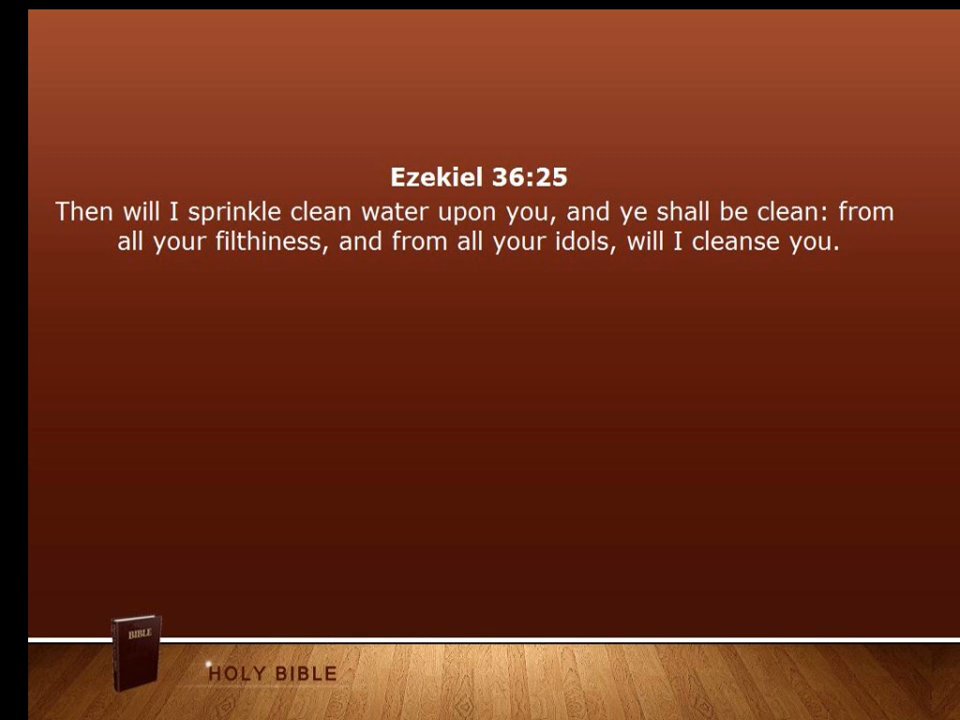 Ezekiel 36:25
Then will I sprinkle clean water upon you, and ye shall be clean: from
all your filthiness, and from all your idols, will I cleanse you.
BIBLE
HOLY BIBLE